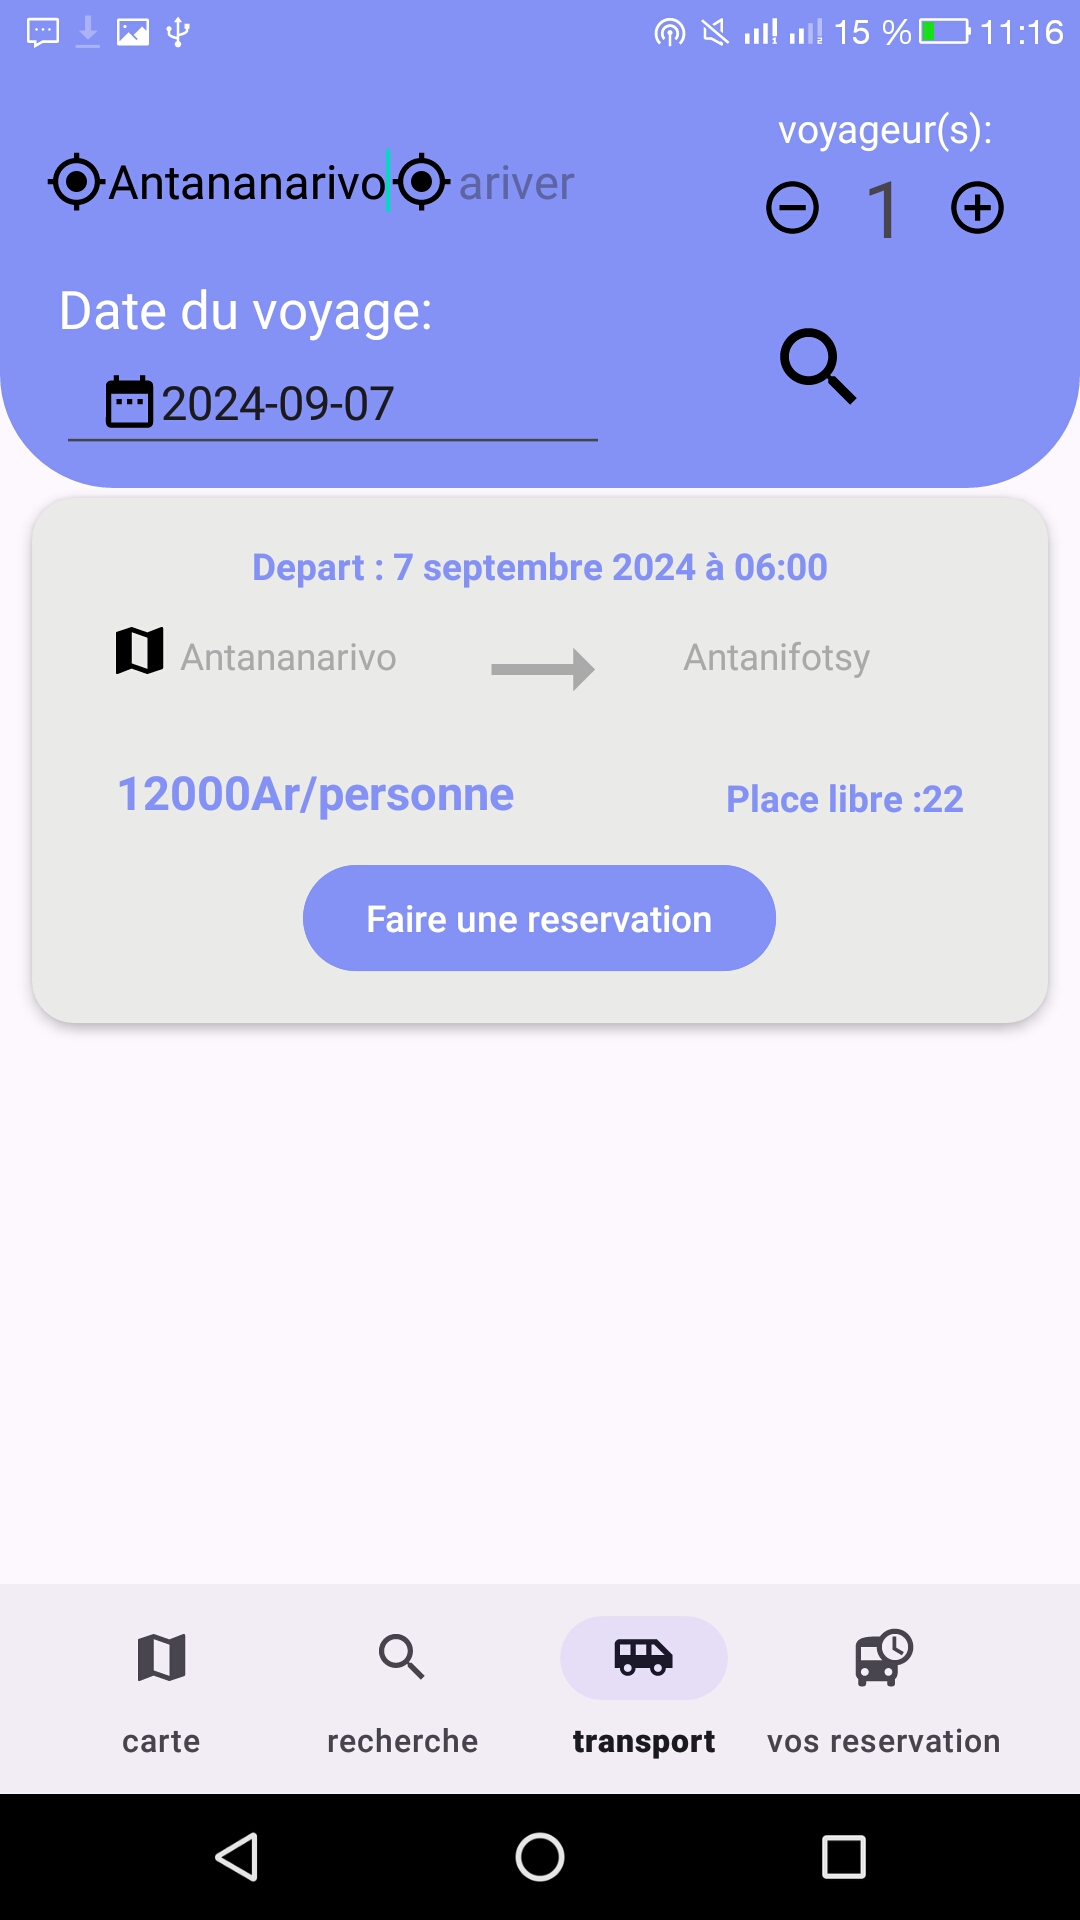 15 % 11:16
voyageur(s):
Antananarivo ariver
1
Date du voyage:
2024-09-07
Depart : 7 septembre 2024 à 06:00
Antananarivo Antanifotsy
12000Ar/personne Place libre :22
Faire une reservation
carte recherche transport vos reservation